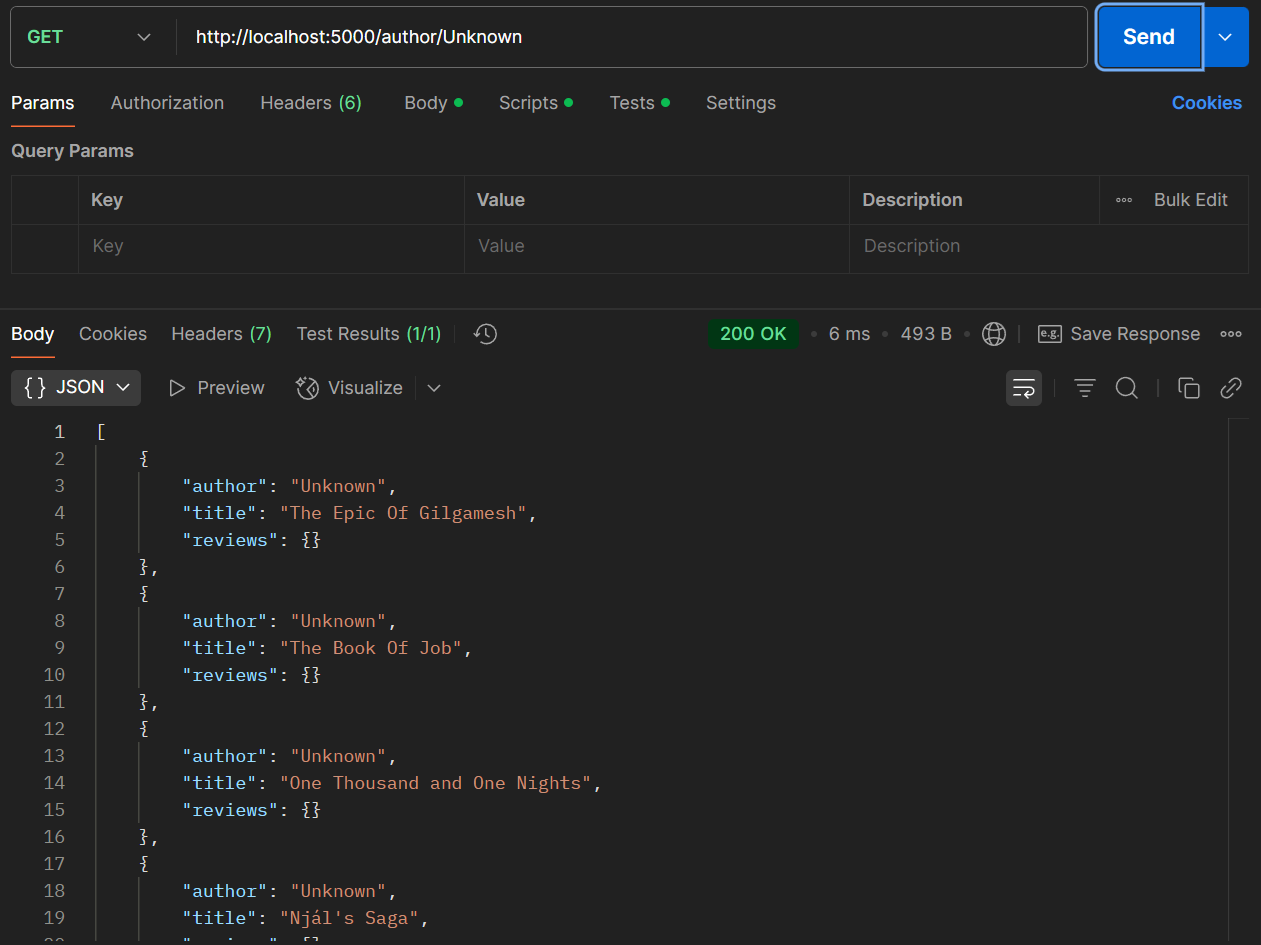 GET http://localhost:5000/author/Unknown Send
Params Authorization Headers (6) Body Scripts Tests Settings Cookies
Query Params
Key Value Description Bulk Edit
Key Value Description
Body Cookies Headers (7) Test Results (1/1) 200 OK 6 ms 493 B e.g. Save Response
{} JSON Preview Visualize
1 [
2 {
3 "author": "Unknown",
4 "title": "The Epic Of Gilgamesh",
5 "reviews": {}
6 },
7 {
8 "author": "Unknown",
9 "title": "The Book Of Job",
10 "reviews": {}
11 },
12 {
13 "author": "Unknown",
14 "title": "One Thousand and One Nights",
15 "reviews": {}
16 },
17 {
18 "author": "Unknown",
19 "title": "Njál's Saga",